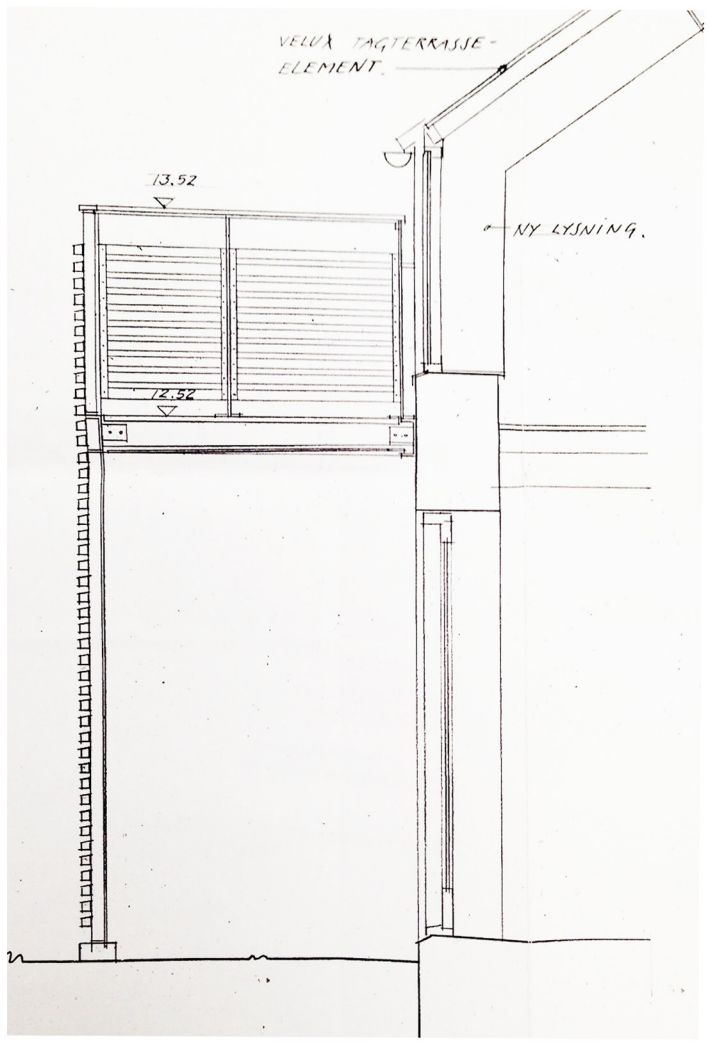 VELUX TAGTERRASSE-
ELEMENT.
13.52
NY LYSNING.
12.52